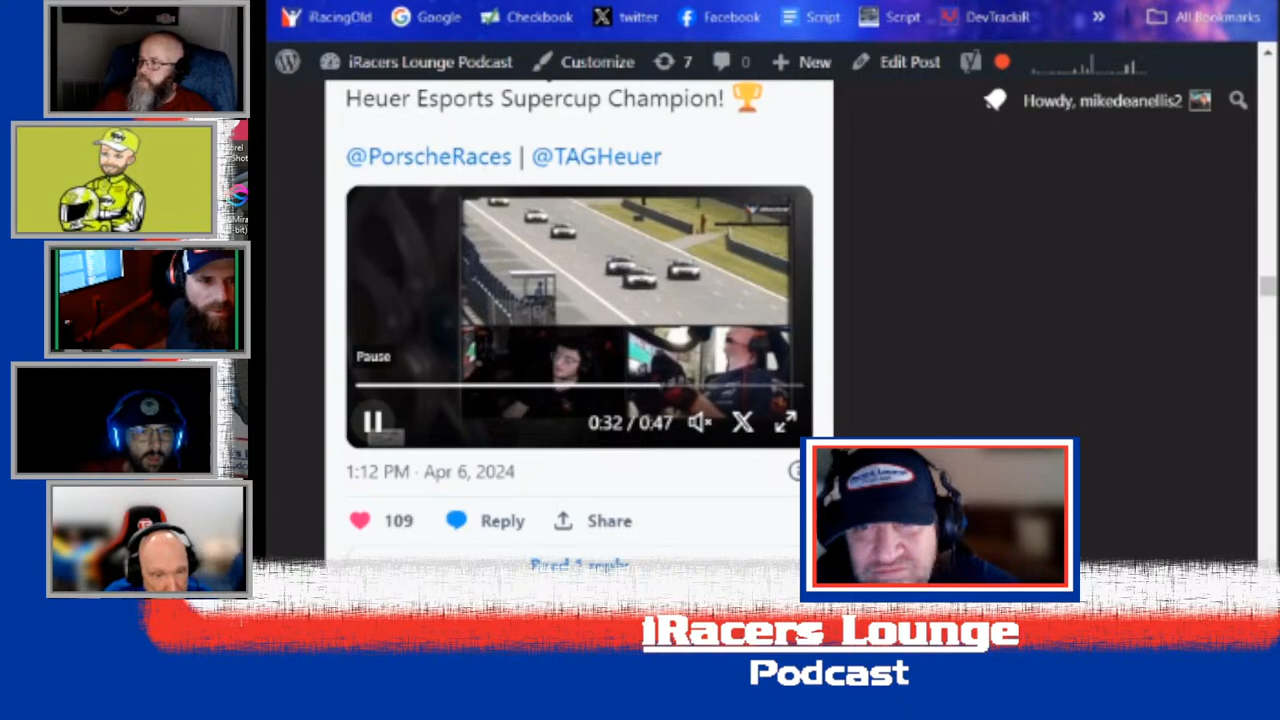 iRacingOld Google Checkbook twitter Facebook Script Script DevTrackiR » All Bookmarks
iRacers Lounge Podcast Customize 7 0 New Edit Post
Howdy, mikedeanellis2
Heuer Esports Supercup Champion! 🏆
@PorscheRaces | @TAGHeuer
Pause
0:32 / 0:47
1:12 PM · Apr 6, 2024
109 Reply Share
iRacers Lounge
Podcast